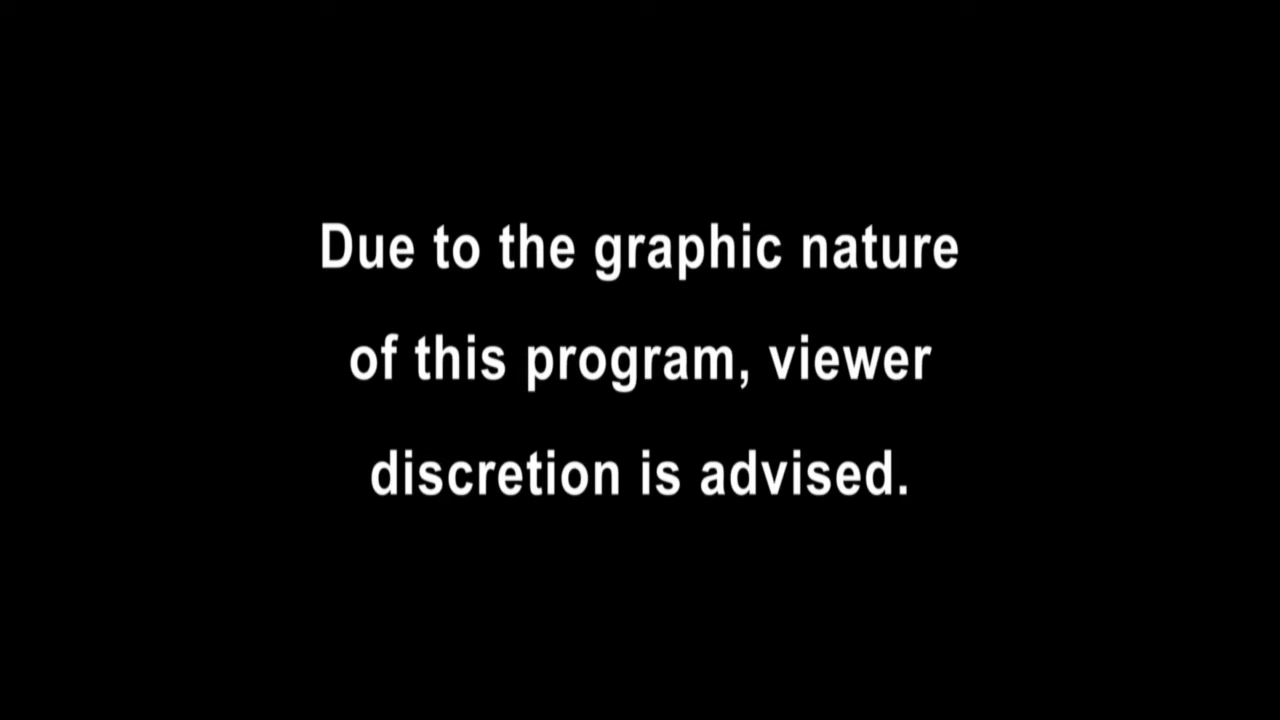 Due to the graphic nature
of this program, viewer
discretion is advised.